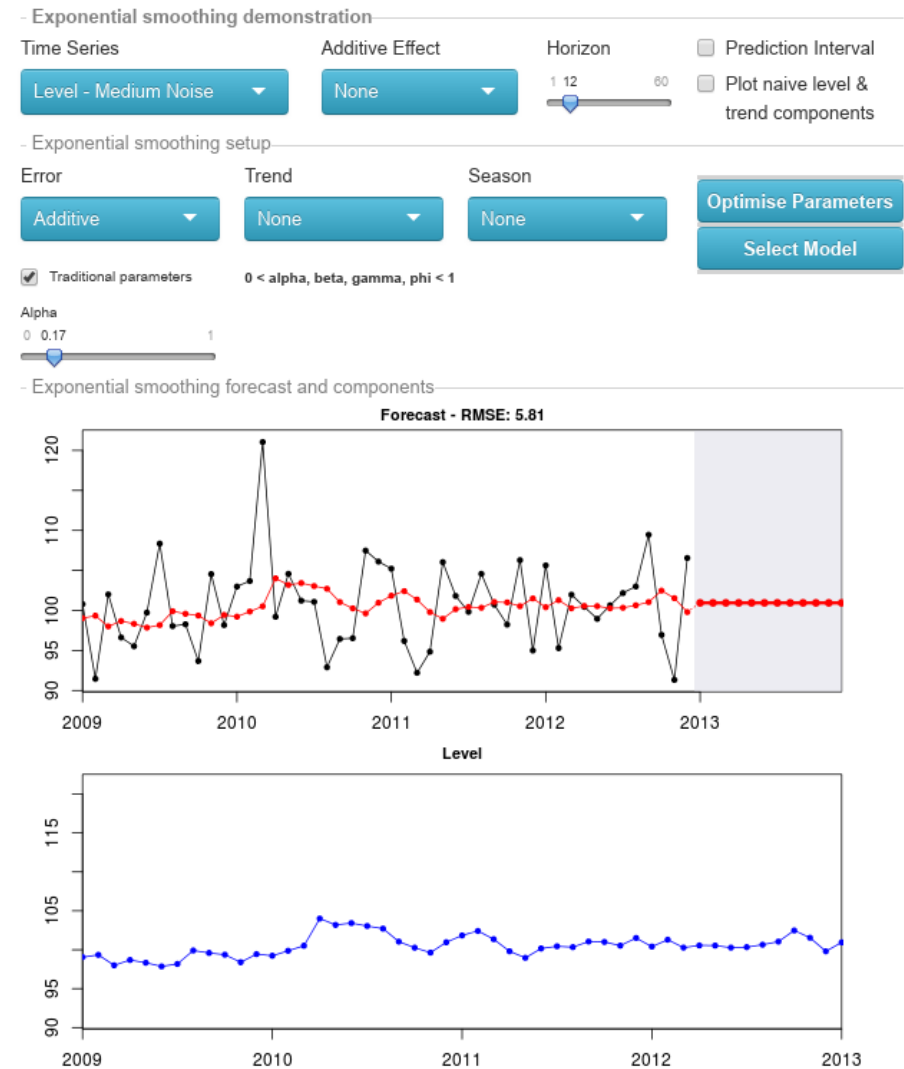 Exponential smoothing demonstration
Time Series Additive Effect Horizon Prediction Interval
Level - Medium Noise None 1 12 60 Plot naive level &
trend components
Exponential smoothing setup
Error Trend Season
Additive None None Optimise Parameters
Select Model
Traditional parameters 0 < alpha, beta, gamma, phi < 1
Alpha
0 0.17 1
Exponential smoothing forecast and components
Forecast - RMSE: 5.81
120
110
100
95
90
2009 2010 2011 2012 2013
Level
115
105
95
90
2009 2010 2011 2012 2013